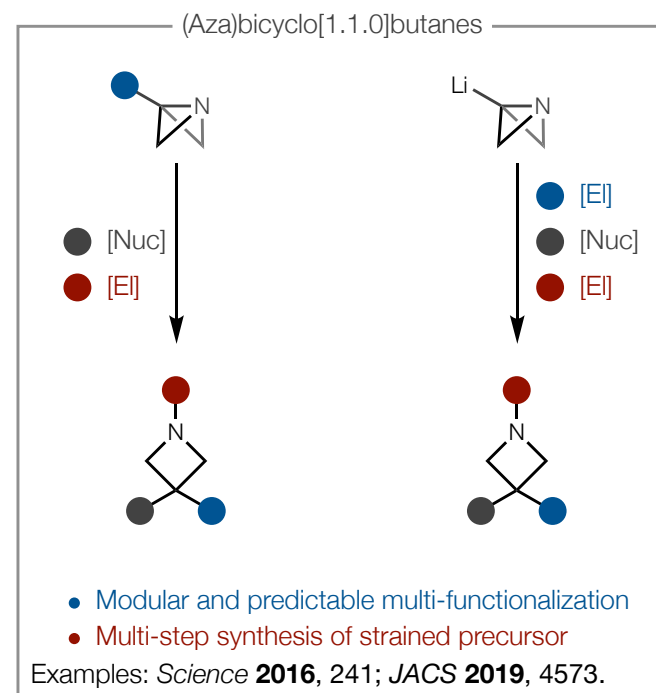 (Aza)bicyclo[1.1.0]butanes
N
Li
N
[El]
[Nuc]
[Nuc]
[El]
[El]
N
N
• Modular and predictable multi-functionalization
• Multi-step synthesis of strained precursor
Examples: Science 2016, 241; JACS 2019, 4573.